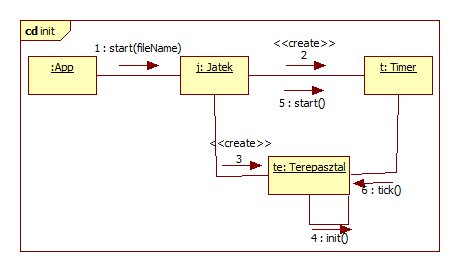 cd init
1 : start(fileName)
<<create>>
2
:App
j: Jatek
t: Timer
5 : start()
<<create>>
3
te: Terepasztal
6 : tick()
4 : init()